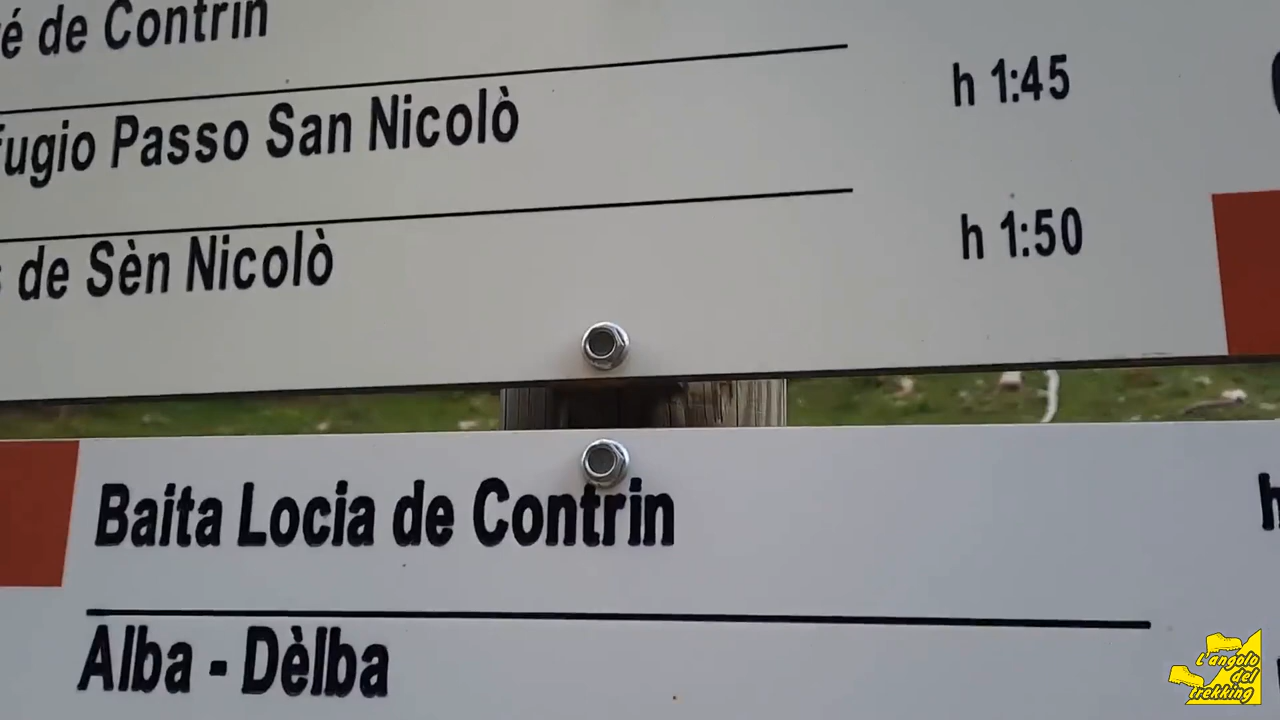 é de Contrin
h 1:45
fugio Passo San Nicolò
h 1:50
de Sèn Nicolò
Baita Locia de Contrin
h
Alba - Dèlba
L'angolo
del
trekking